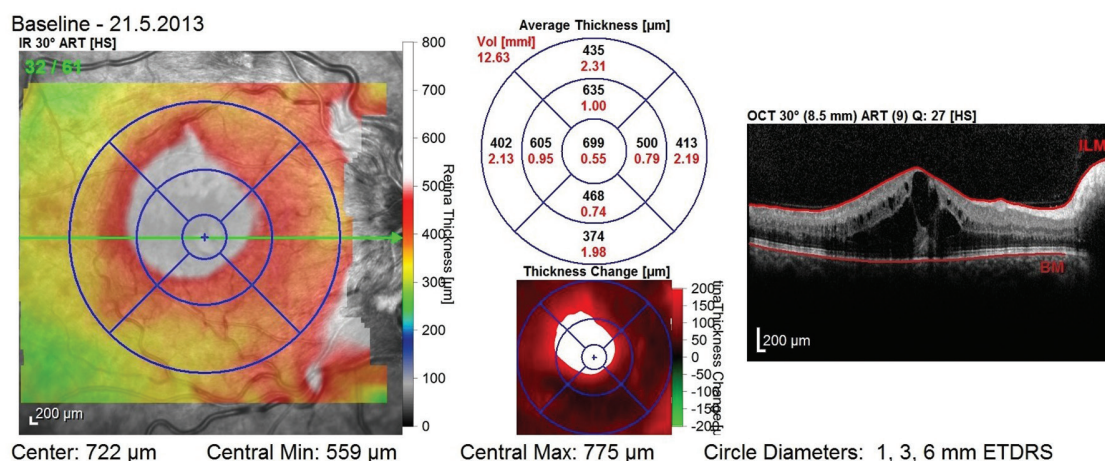 Baseline - 21.5.2013
IR 30° ART [HS]
32 / 61
200 µm
800
700
600
500
400
300
200
100
0
Retina Thickness [µm]
Average Thickness [µm]
Vol [mmł]
12.63
435
2.31
635
1.00
402 605 699 500 413
2.13 0.95 0.55 0.79 2.19
468
0.74
374
1.98
Thickness Change [µm]
200
150
100
50
0
-50
-100
-150
-200
OCT 30° (8.5 mm) ART (9) Q: 27 [HS]
ILM
BM
200 µm
Center: 722 µm Central Min: 559 µm Central Max: 775 µm Circle Diameters: 1, 3, 6 mm ETDRS